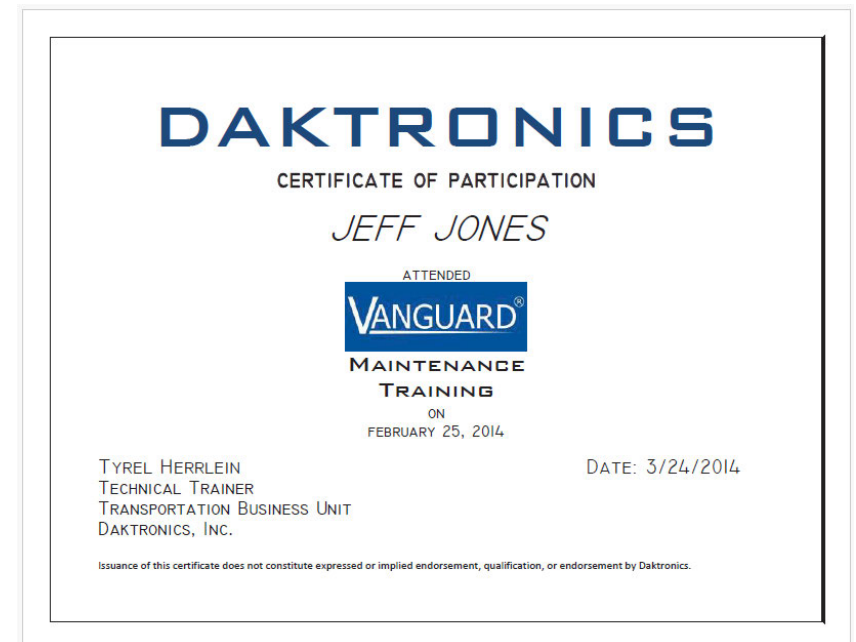 DAKTRONICS
CERTIFICATE OF PARTICIPATION
JEFF JONES
ATTENDED
VANGUARD®
MAINTENANCE
TRAINING
ON
FEBRUARY 25, 2014
TYREL HERRLEIN
DATE: 3/24/2014
TECHNICAL TRAINER
TRANSPORTATION BUSINESS UNIT
DAKTRONICS, INC.
Issuance of this certificate does not constitute expressed or implied endorsement, qualification, or endorsement by Daktronics.